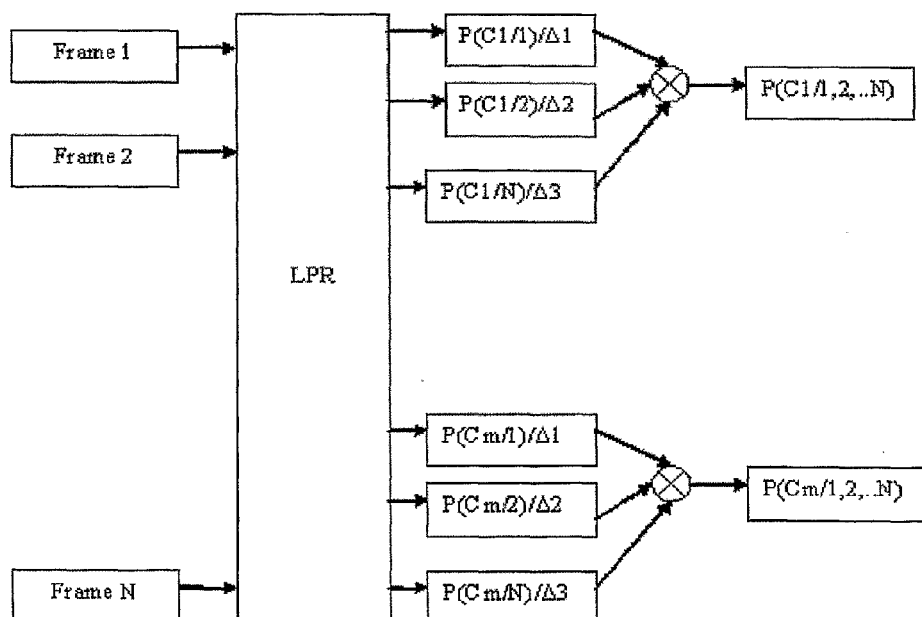 Frame 1
Frame 2
Frame N
LPR
P(C1/1)/Δ1
P(C1/2)/Δ2
P(C1/N)/Δ3
P(C1/1,2,..N)
P(Cm/1)/Δ1
P(Cm/2)/Δ2
P(Cm/N)/Δ3
P(Cm/1,2,..N)